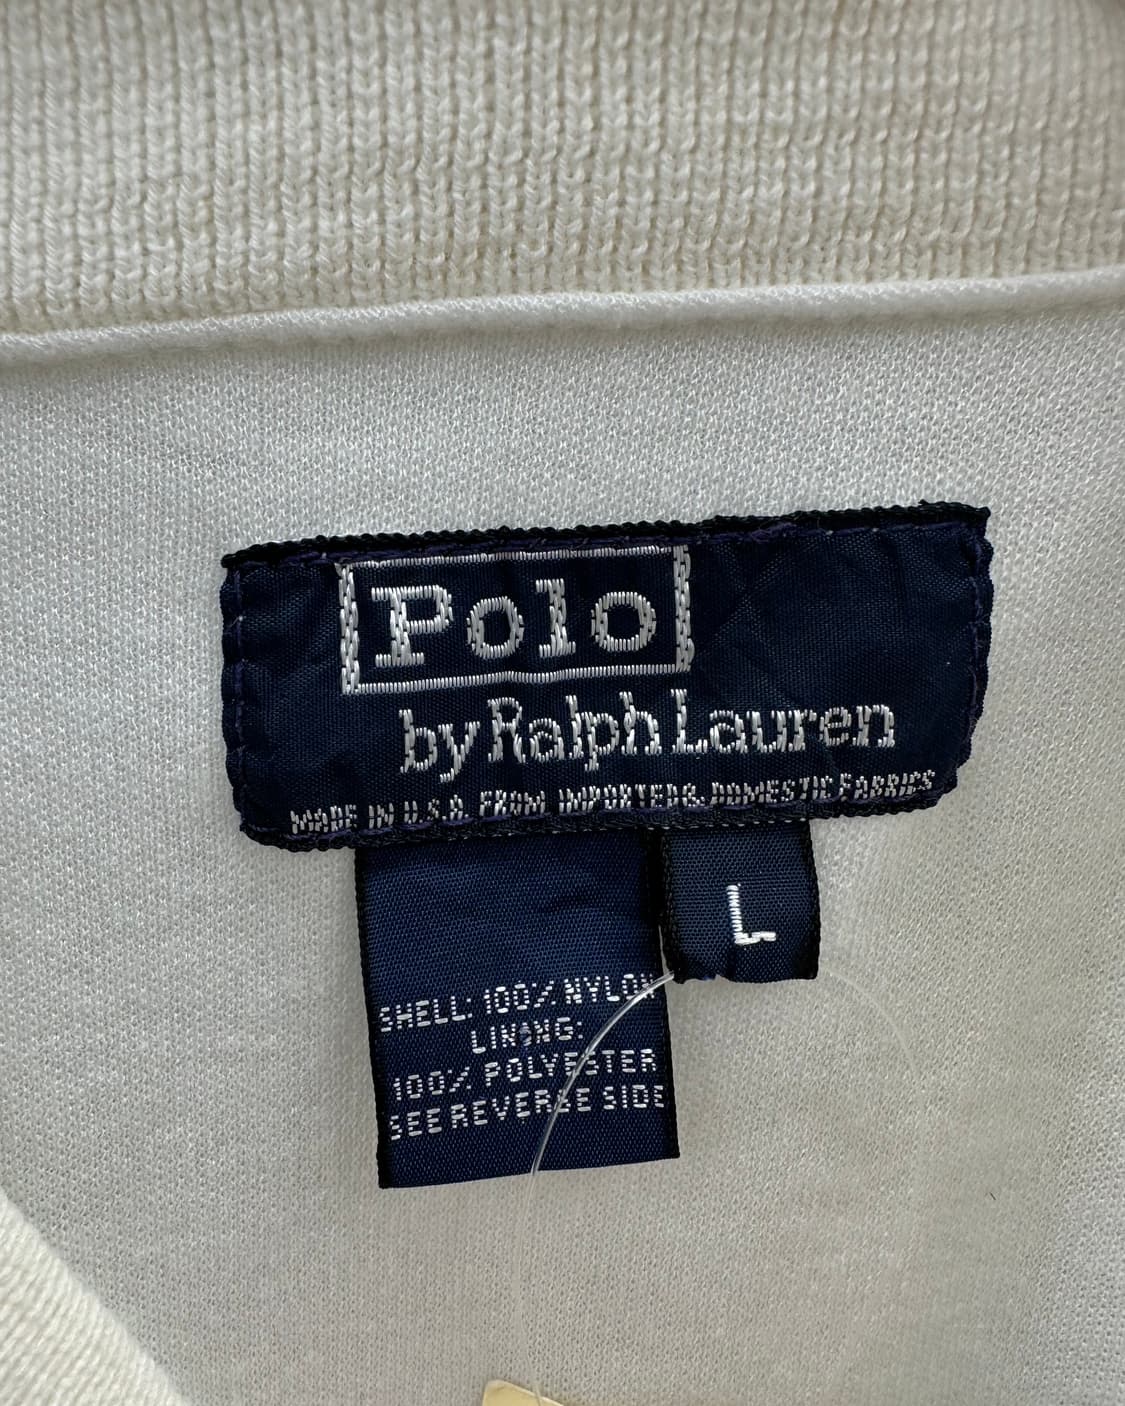 Polo
by Ralph Lauren
MADE IN U.S.A. FROM IMPORTED & DOMESTIC FABRICS
L
SHELL: 100% NYLON
LINING:
100% POLYESTER
SEE REVERSE SIDE